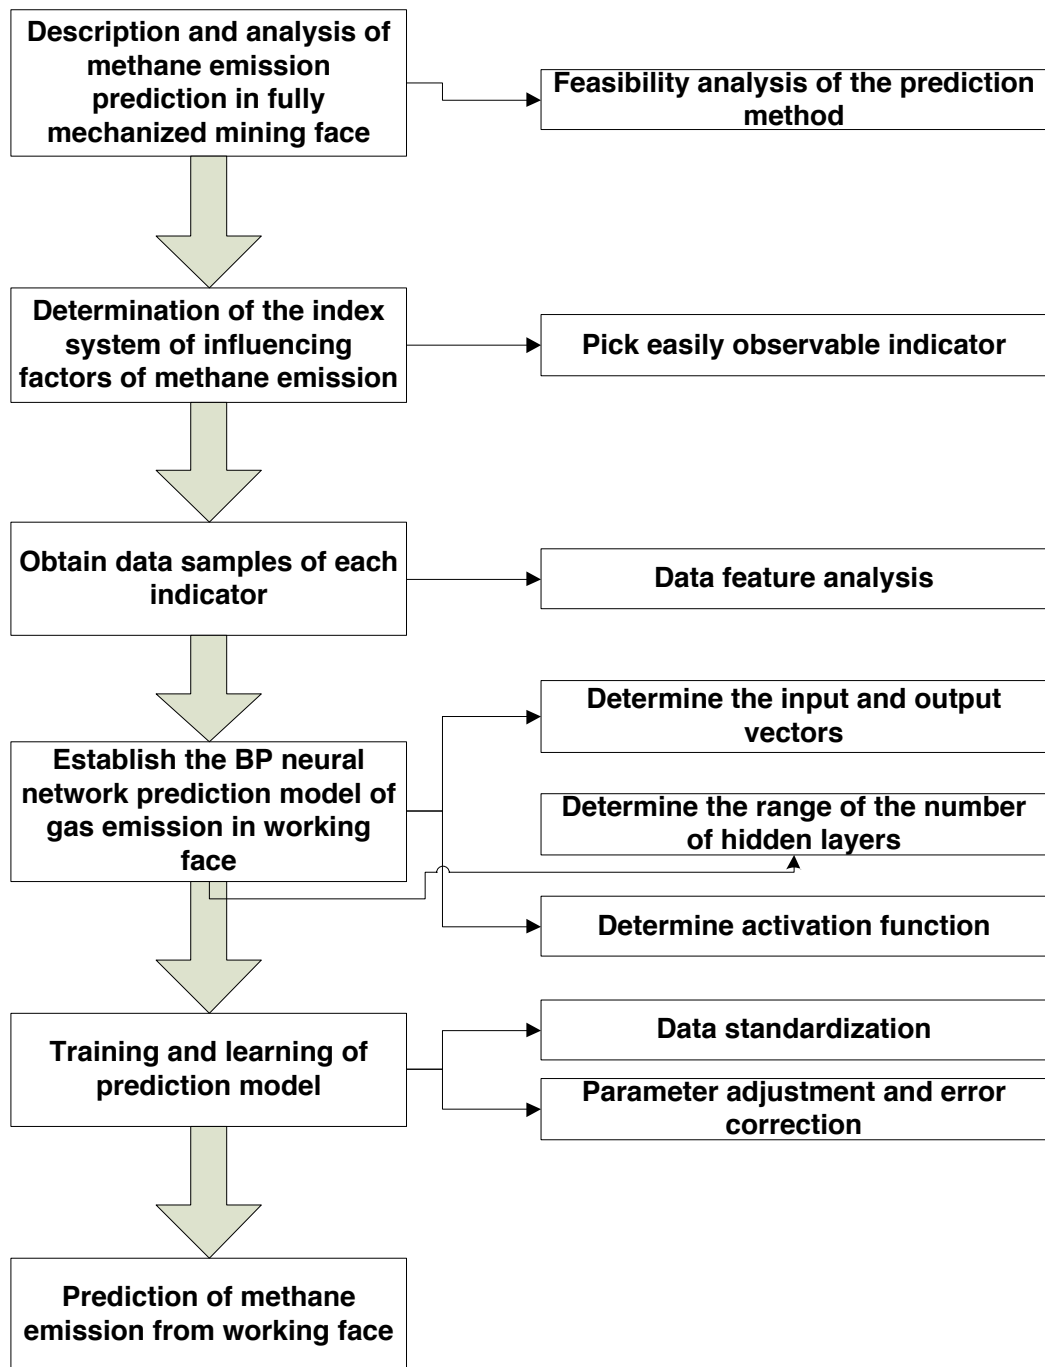 Description and analysis of
methane emission
prediction in fully
mechanized mining face
Feasibility analysis of the prediction
method
Determination of the index
system of influencing
factors of methane emission
Pick easily observable indicator
Obtain data samples of each
indicator
Data feature analysis
Establish the BP neural
network prediction model of
gas emission in working
face
Determine the input and output
vectors
Determine the range of the number
of hidden layers
Determine activation function
Training and learning of
prediction model
Data standardization
Parameter adjustment and error
correction
Prediction of methane
emission from working face